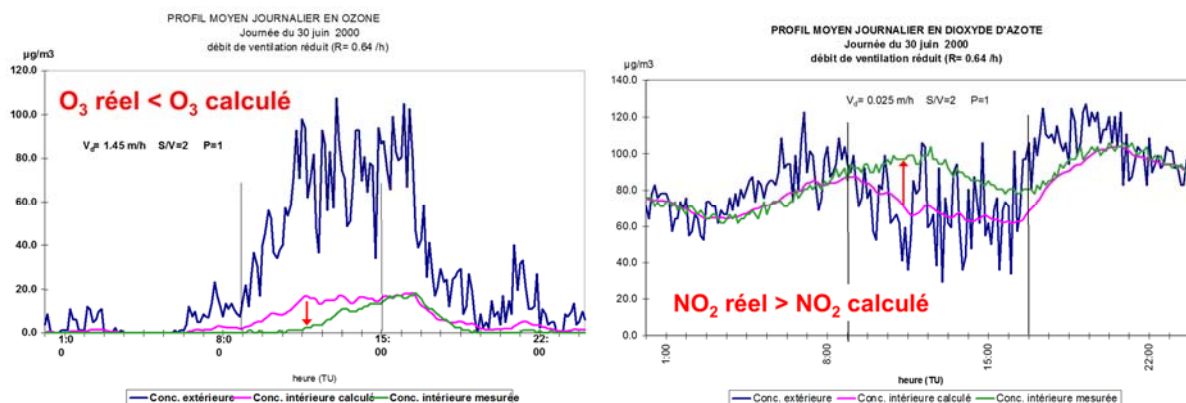 PROFIL MOYEN JOURNALIER EN OZONE
Journée du 30 juin 2000
débit de ventilation réduit (R= 0.64 /h)
µg/m3
120.0
100.0
80.0
60.0
40.0
20.0
0.0
O3 réel < O3 calculé
Vd= 1.45 m/h S/V=2 P=1
1:0
0
8:0
0
15:
00
22:
00
heure (TU)
Conc. extérieure
Conc. intérieure calculé
Conc. intérieure mesurée
PROFIL MOYEN JOURNALIER EN DIOXYDE D'AZOTE
Journée du 30 juin 2000
débit de ventilation réduit (R= 0.64 /h)
µg/m3
140.0
120.0
100.0
80.0
60.0
40.0
20.0
0.0
Vd= 0.025 m/h S/V=2 P=1
NO2 réel > NO2 calculé
1:00
8:00
15:00
22:00
heure (TU)
Conc. extérieure
Conc. intérieure calculé
Conc. intérieure mesurée